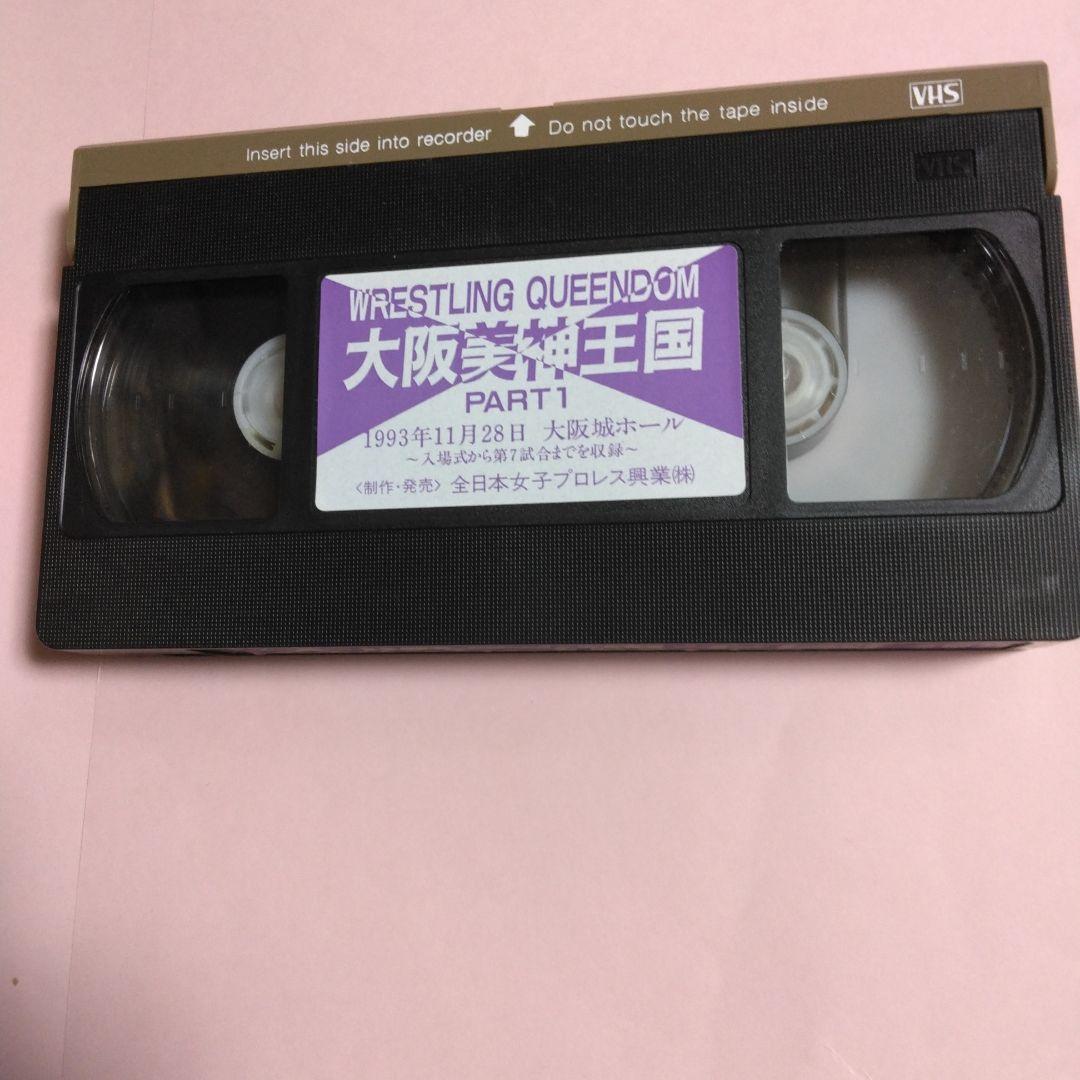 Insert this side into recorder Do not touch the tape inside VHS
VHS
WRESTLING QUEENDOM
大阪美神王国
PART1
1993年11月28日 大阪城ホール
～入場式から第7試合までを収録～
〈制作・発売〉全日本女子プロレス興業㈱